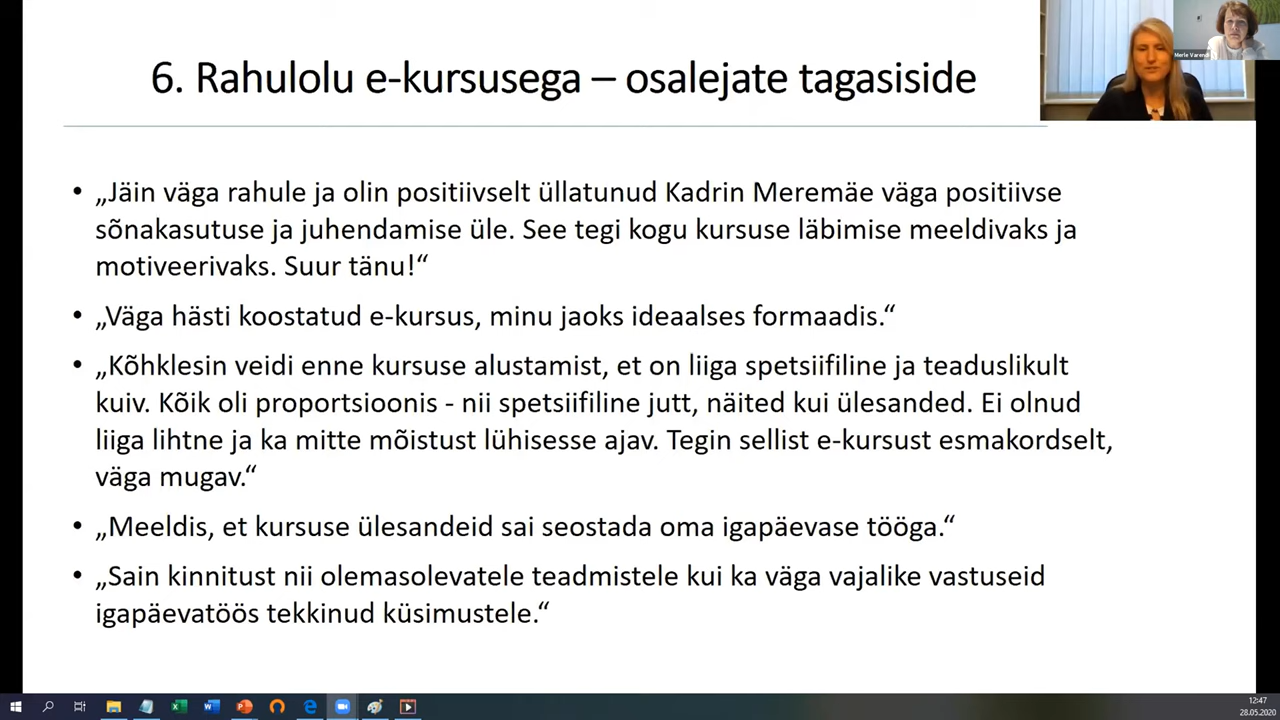 6. Rahulolu e-kursusega – osalejate tagasiside
• „Jäin väga rahule ja olin positiivselt üllatunud Kadrin Meremäe väga positiivse
sõnakasutuse ja juhendamise üle. See tegi kogu kursuse läbimise meeldivaks ja
motiveerivaks. Suur tänu!“
• „Väga hästi koostatud e-kursus, minu jaoks ideaalses formaadis.“
• „Kõhklesin veidi enne kursuse alustamist, et on liiga spetsiifiline ja teaduslikult
kuiv. Kõik oli proportsioonis - nii spetsiifiline jutt, näited kui ülesanded. Ei olnud
liiga lihtne ja ka mitte mõistust lühisesse ajav. Tegin sellist e-kursust esmakordselt,
väga mugav.“
• „Meeldis, et kursuse ülesandeid sai seostada oma igapäevase tööga.“
• „Sain kinnitust nii olemasolevatele teadmistele kui ka väga vajalike vastuseid
igapäevatöös tekkinud küsimustele.“
Merle Varendi
12:47
28.05.2020